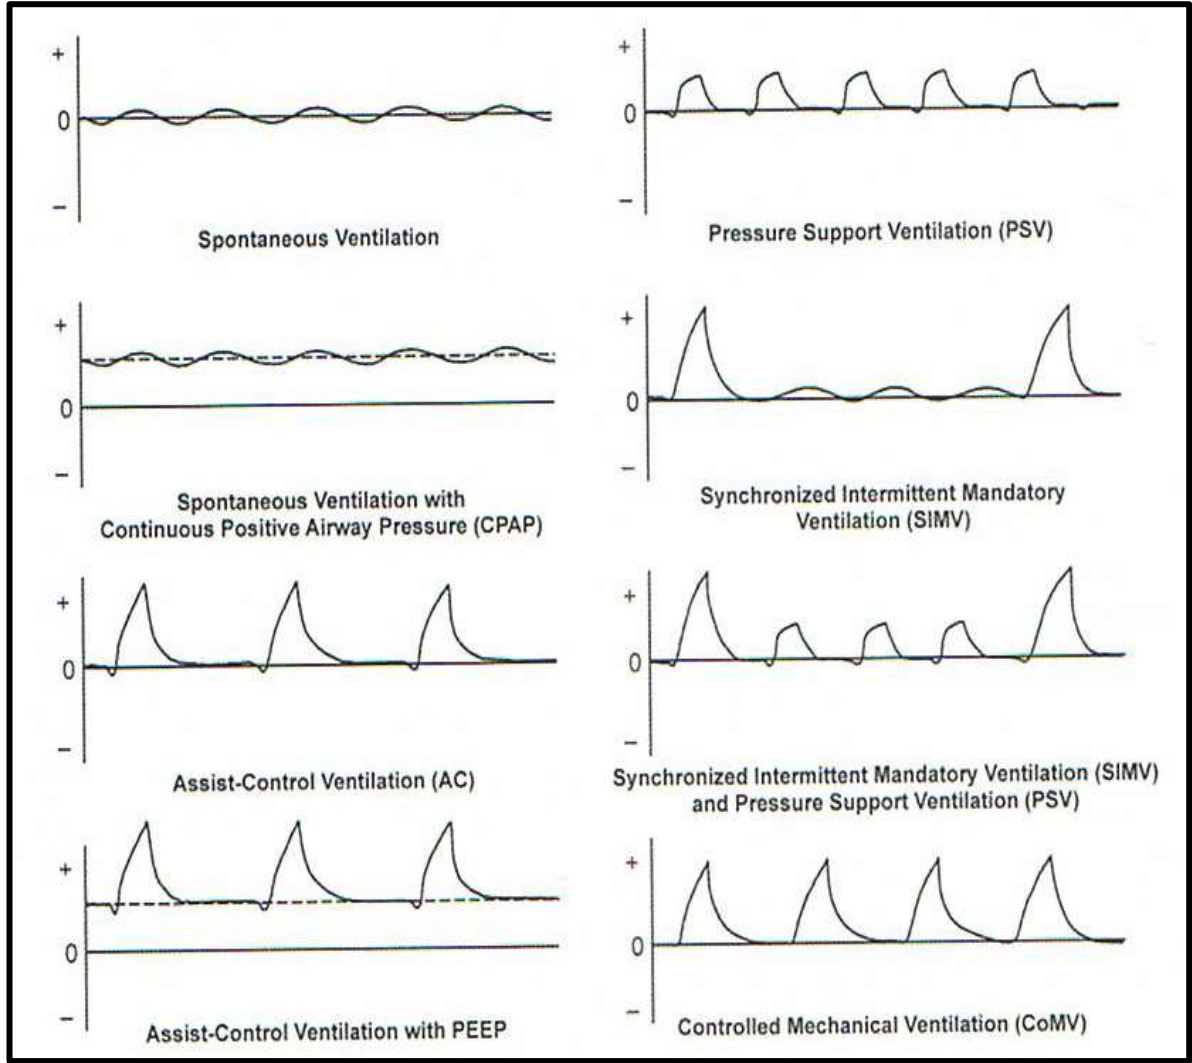 +
0
−
Spontaneous Ventilation
+
0
−
Pressure Support Ventilation (PSV)
+
0
−
Spontaneous Ventilation with
Continuous Positive Airway Pressure (CPAP)
+
0
−
Synchronized Intermittent Mandatory
Ventilation (SIMV)
+
0
−
Assist-Control Ventilation (AC)
+
0
−
Synchronized Intermittent Mandatory Ventilation (SIMV)
and Pressure Support Ventilation (PSV)
+
0
−
Assist-Control Ventilation with PEEP
+
0
−
Controlled Mechanical Ventilation (CoMV)